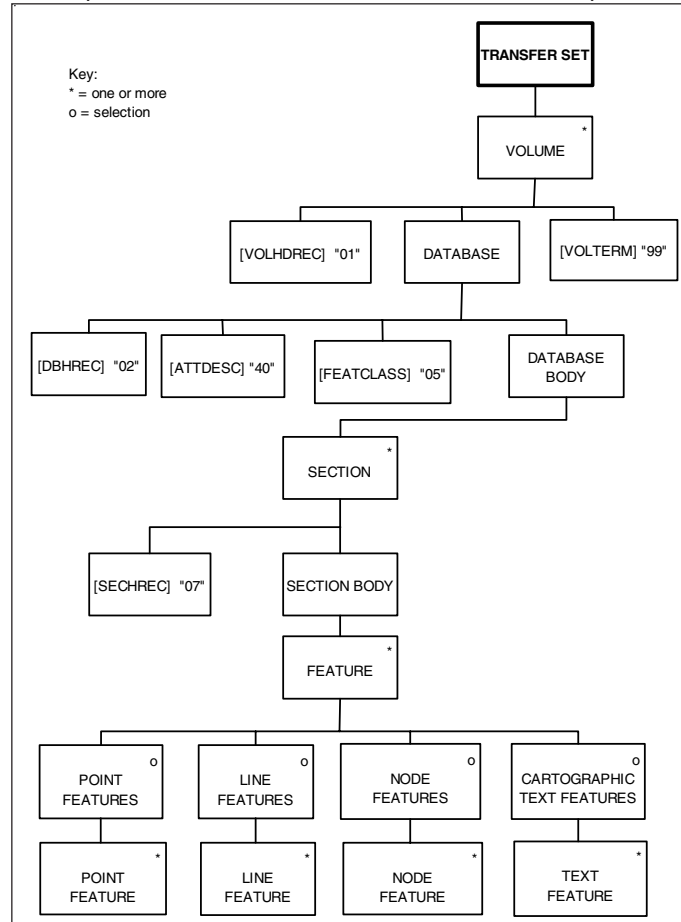 TRANSFER SET
Key:
* = one or more
o = selection
*
VOLUME
[VOLHDREC] "01"
DATABASE
[VOLTERM] "99"
[DBHREC] "02"
[ATTDESC] "40"
[FEATCLASS] "05"
DATABASE
BODY
*
SECTION
[SECHREC] "07"
SECTION BODY
*
FEATURE
o
POINT
FEATURES
o
LINE
FEATURES
o
NODE
FEATURES
o
CARTOGRAPHIC
TEXT FEATURES
*
POINT
FEATURE
*
LINE
FEATURE
*
NODE
FEATURE
*
TEXT
FEATURE